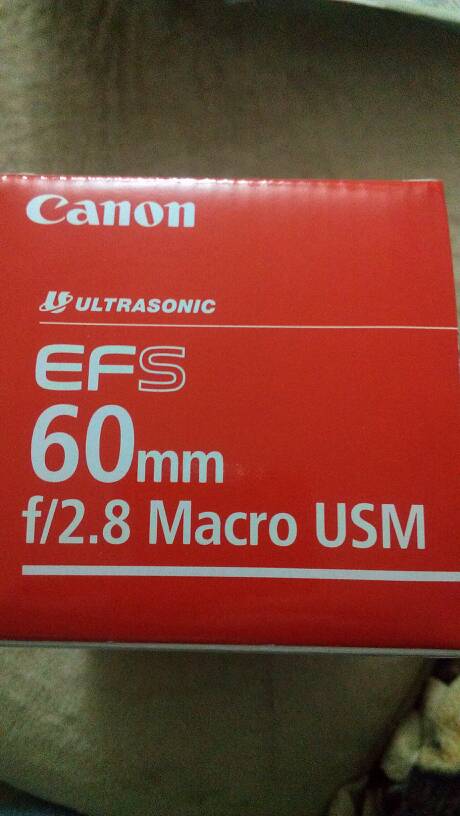 Canon
ULTRASONIC
EFS
60mm
f/2.8 Macro USM